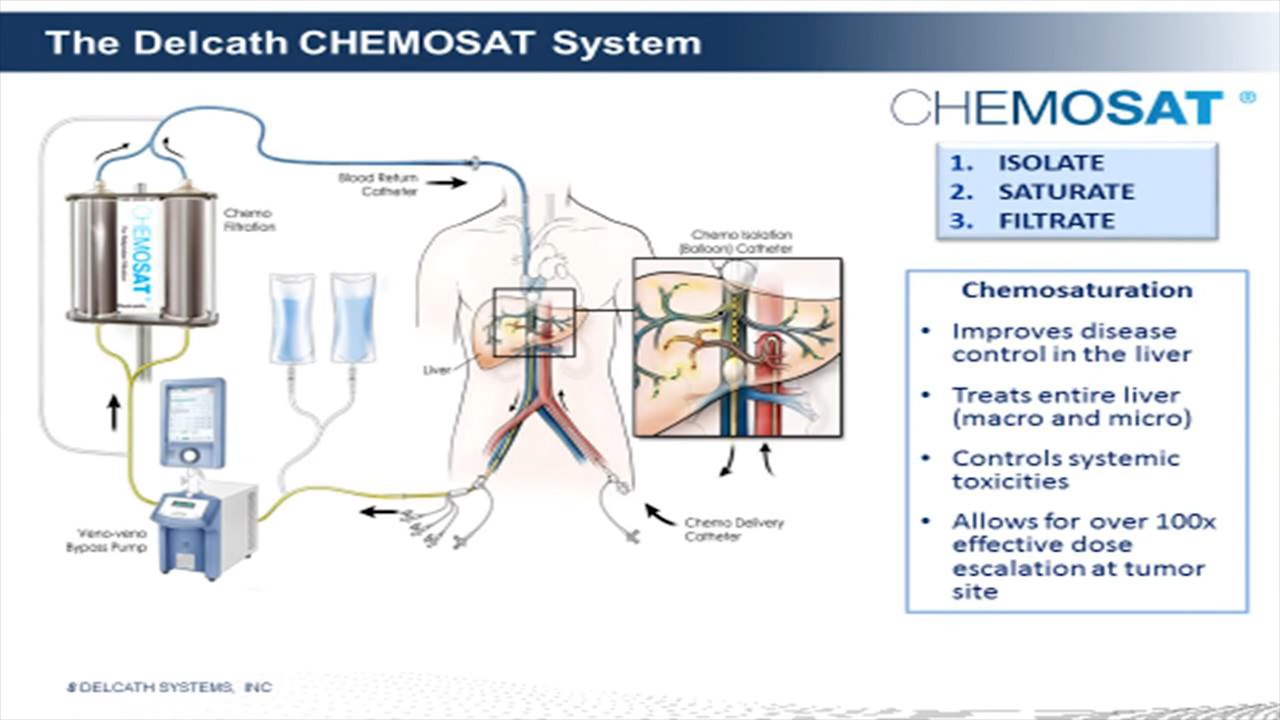 The Delcath CHEMOSAT System
CHEMOSAT ®
1. ISOLATE
2. SATURATE
3. FILTRATE
Blood Return
Catheter
Chemo
Filtration
CHEMOSAT
Chemo Isolation
(Balloon) Catheter
Liver
Veno-veno
Bypass Pump
Chemo Delivery
Catheter
Chemosaturation
• Improves disease
control in the liver
• Treats entire liver
(macro and micro)
• Controls systemic
toxicities
• Allows for over 100x
effective dose
escalation at tumor
site
8 DELCATH SYSTEMS, INC